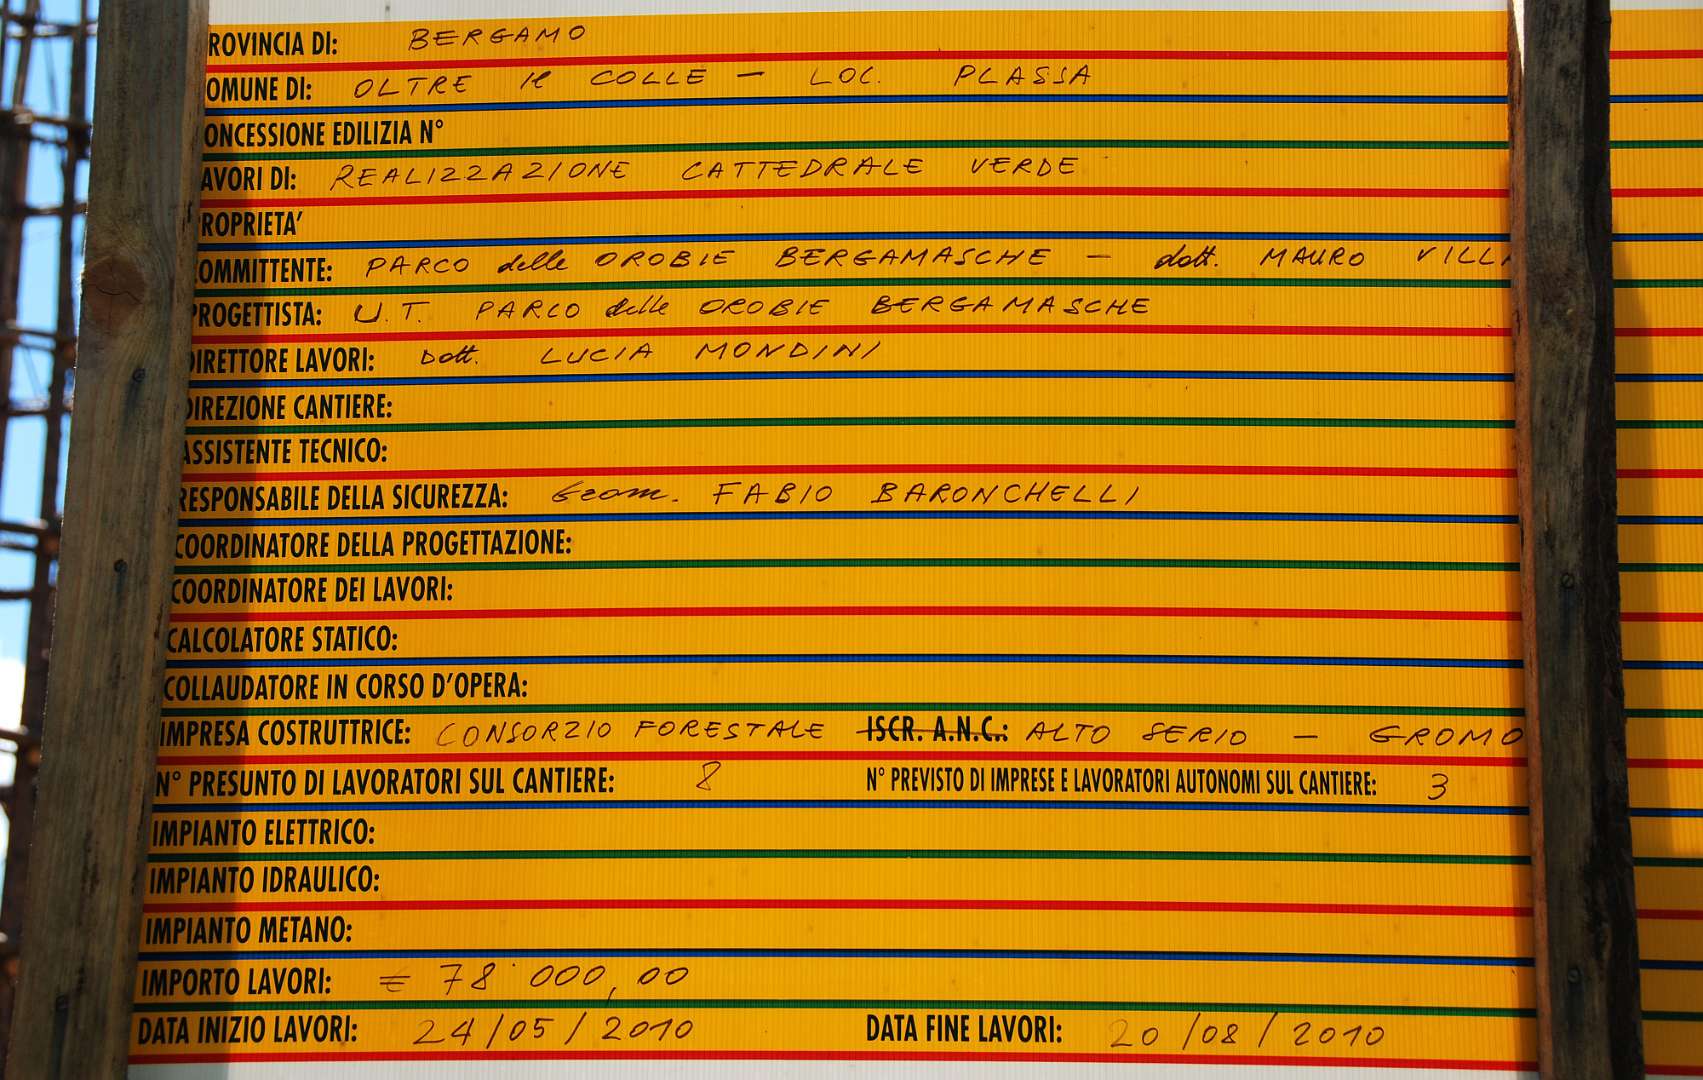 ROVINCIA DI: BERGAMO
OMUNE DI: OLTRE il COLLE - LOC. PLASSA
ONCESSIONE EDILIZIA N°
AVORI DI: REALIZZAZIONE CATTEDRALE VERDE
ROPRIETA'
OMMITTENTE: PARCO delle OROBIE BERGAMASCHE - dott. MAURO VILLA
PROGETTISTA: U.T. PARCO delle OROBIE BERGAMASCHE
DIRETTORE LAVORI: Dott. LUCIA MONDINI
DIREZIONE CANTIERE:
ASSISTENTE TECNICO:
RESPONSABILE DELLA SICUREZZA: Geom. FABIO BARONCHELLI
COORDINATORE DELLA PROGETTAZIONE:
COORDINATORE DEI LAVORI:
CALCOLATORE STATICO:
COLLAUDATORE IN CORSO D'OPERA:
IMPRESA COSTRUTTRICE: CONSORZIO FORESTALE ISCR. A.N.C.: ALTO SERIO - GROMO
N° PRESUNTO DI LAVORATORI SUL CANTIERE: 8 N° PREVISTO DI IMPRESE E LAVORATORI AUTONOMI SUL CANTIERE: 3
IMPIANTO ELETTRICO:
IMPIANTO IDRAULICO:
IMPIANTO METANO:
IMPORTO LAVORI: € 78˙000,00
DATA INIZIO LAVORI: 24/05/2010 DATA FINE LAVORI: 20/08/2010